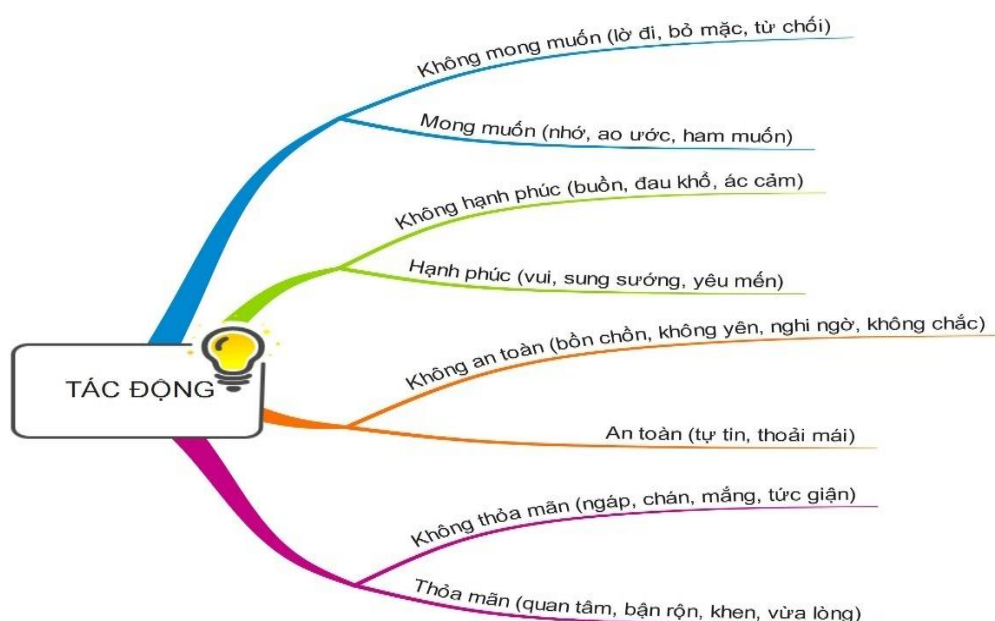 Không mong muốn (lờ đi, bỏ mặc, từ chối)
Mong muốn (nhớ, ao ước, ham muốn)
Không hạnh phúc (buồn, đau khổ, ác cảm)
Hạnh phúc (vui, sung sướng, yêu mến)
Không an toàn (bồn chồn, không yên, nghi ngờ, không chắc)
TÁC ĐỘNG
An toàn (tự tin, thoải mái)
Không thỏa mãn (ngáp, chán, mắng, tức giận)
Thỏa mãn (quan tâm, bận rộn, khen, vừa lòng)